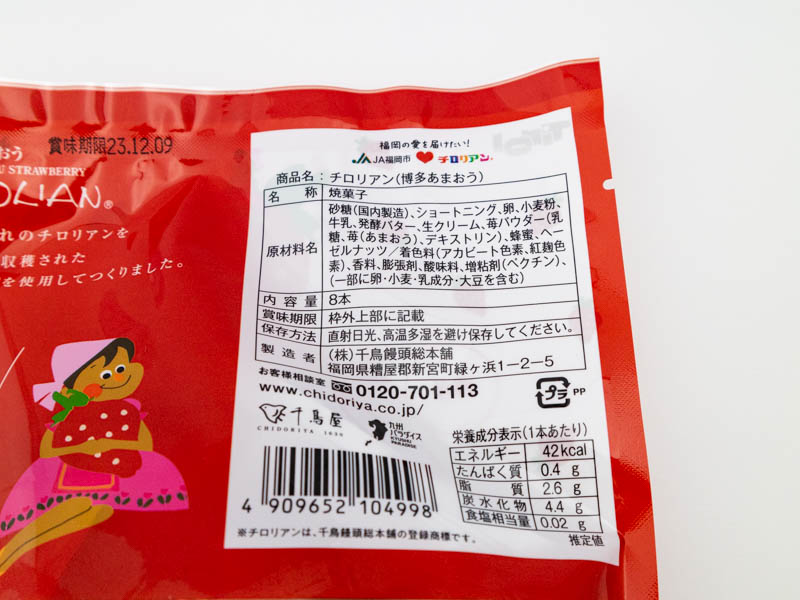 おう
賞味期限23.12.09
U STRAWBERRY
OLIAN®
れのチロリアンを
収穫された
を使用してつくりました。
福岡の愛を届けたい!
JA福岡市 チロリアン®
商品名:チロリアン(博多あまおう)
名称 焼菓子
原材料名 砂糖(国内製造)、ショートニング、卵、小麦粉、
牛乳、発酵バター、生クリーム、苺パウダー(乳
糖、苺(あまおう)、デキストリン)、蜂蜜、ヘー
ゼルナッツ/着色料(アカビート色素、紅麹色
素)、香料、膨張剤、酸味料、増粘剤(ペクチン)、
(一部に卵・小麦・乳成分・大豆を含む)
内容量 8本
賞味期限 枠外上部に記載
保存方法 直射日光、高温多湿を避け保存してください。
製造者 (株)千鳥饅頭総本舗
福岡県糟屋郡新宮町緑ヶ浜1-2-5
お客様相談室 0120-701-113
www.chidoriya.co.jp/
プラ PP
千鳥屋
CHIDORIYA 1630
九州
パラダイス
KYUSHU
PARADISE
4 909652 104998
※チロリアンは、千鳥饅頭総本舗の登録商標です。
栄養成分表示(1本あたり)
エネルギー 42kcal
たんぱく質 0.4 g
脂質 2.6 g
炭水化物 4.4 g
食塩相当量 0.02 g
推定値